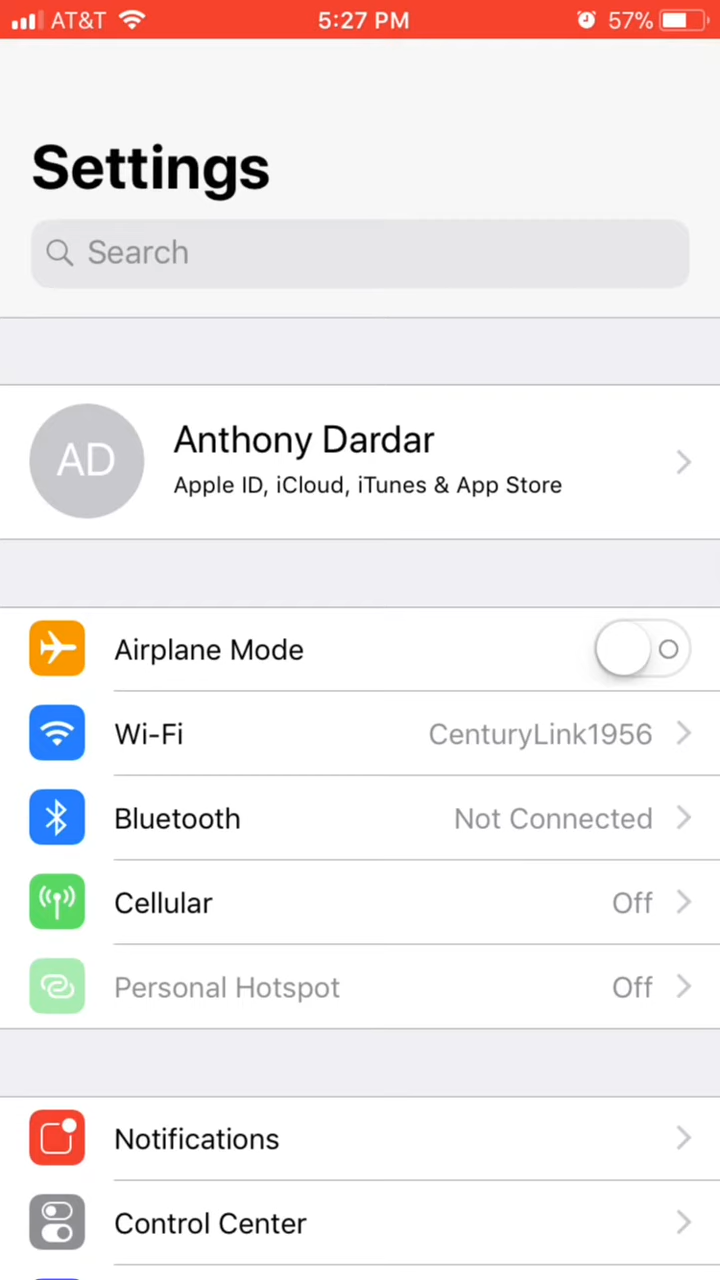 AT&T 5:27 PM 57%
Settings
Search
AD
Anthony Dardar
Apple ID, iCloud, iTunes & App Store
Airplane Mode
Wi-Fi CenturyLink1956
Bluetooth Not Connected
Cellular Off
Personal Hotspot Off
Notifications
Control Center